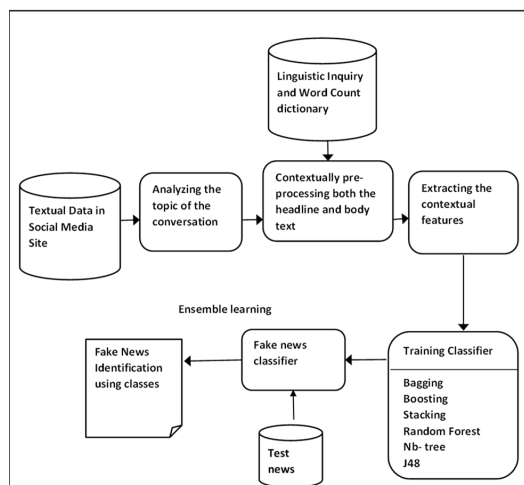 Linguistic Inquiry
and Word Count
dictionary
Textual Data in
Social Media
Site
Analyzing the
topic of the
conversation
Contextually pre-
processing both the
headline and body
text
Extracting the
contextual
features
Ensemble learning
Fake News
Identification
using classes
Fake news
classifier
Test
news
Training Classifier
Bagging
Boosting
Stacking
Random Forest
Nb- tree
J48